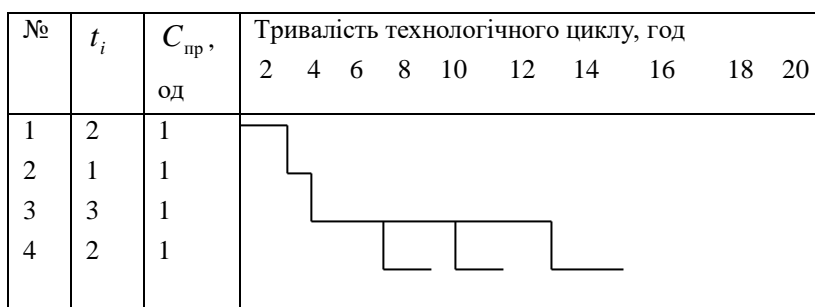 № t_i C_пр, од Тривалість технологічного циклу, год
2 4 6 8 10 12 14 16 18 20
1 2 1
2 1 1
3 3 1
4 2 1